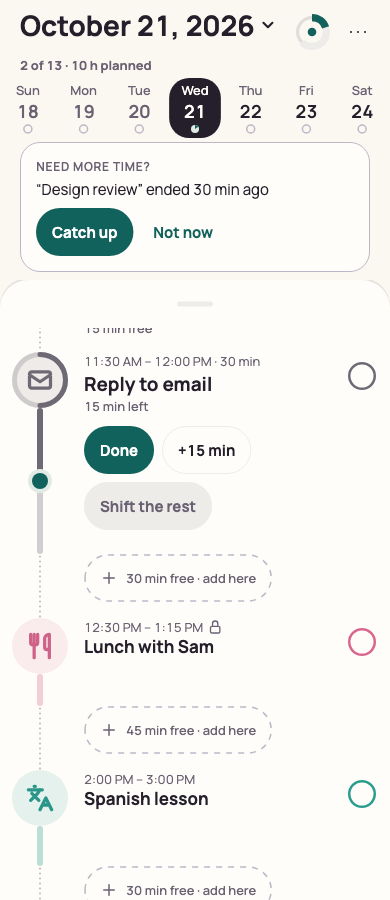 October 21, 2026
2 of 13 · 10 h planned
Sun Mon Tue Wed Thu Fri Sat
18 19 20 21 22 23 24
NEED MORE TIME?
“Design review” ended 30 min ago
Catch up Not now
15 min free
11:30 AM – 12:00 PM · 30 min
Reply to email
15 min left
Done +15 min
Shift the rest
30 min free · add here
12:30 PM – 1:15 PM
Lunch with Sam
45 min free · add here
2:00 PM – 3:00 PM
Spanish lesson
30 min free · add here